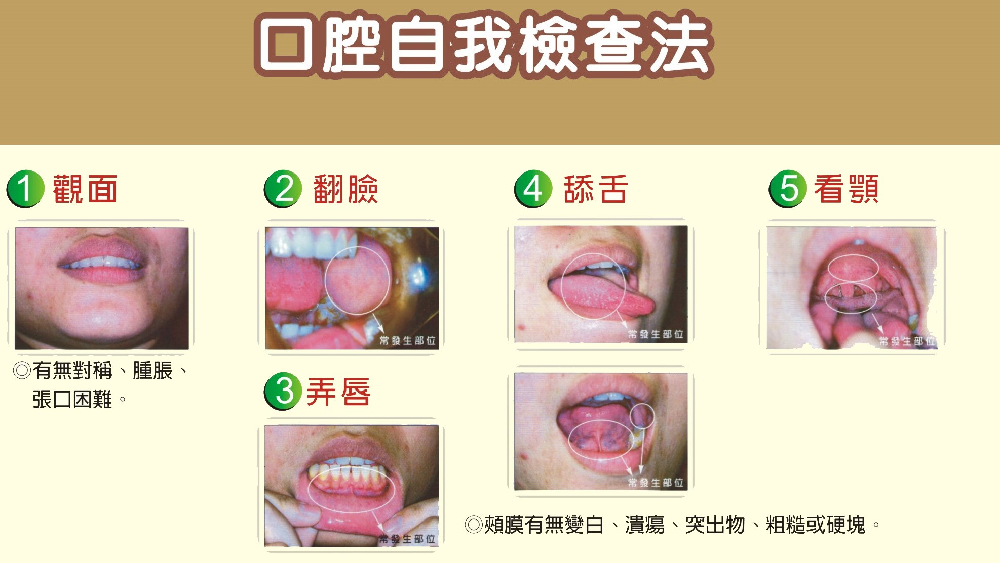 口腔自我檢查法
1 觀面
◎有無對稱、腫脹、
張口困難。
2 翻臉
常發生部位
3 弄唇
常發生部位
4 舔舌
常發生部位
常發生部位
5 看顎
常發生部位
◎頰膜有無變白、潰瘍、突出物、粗糙或硬塊。